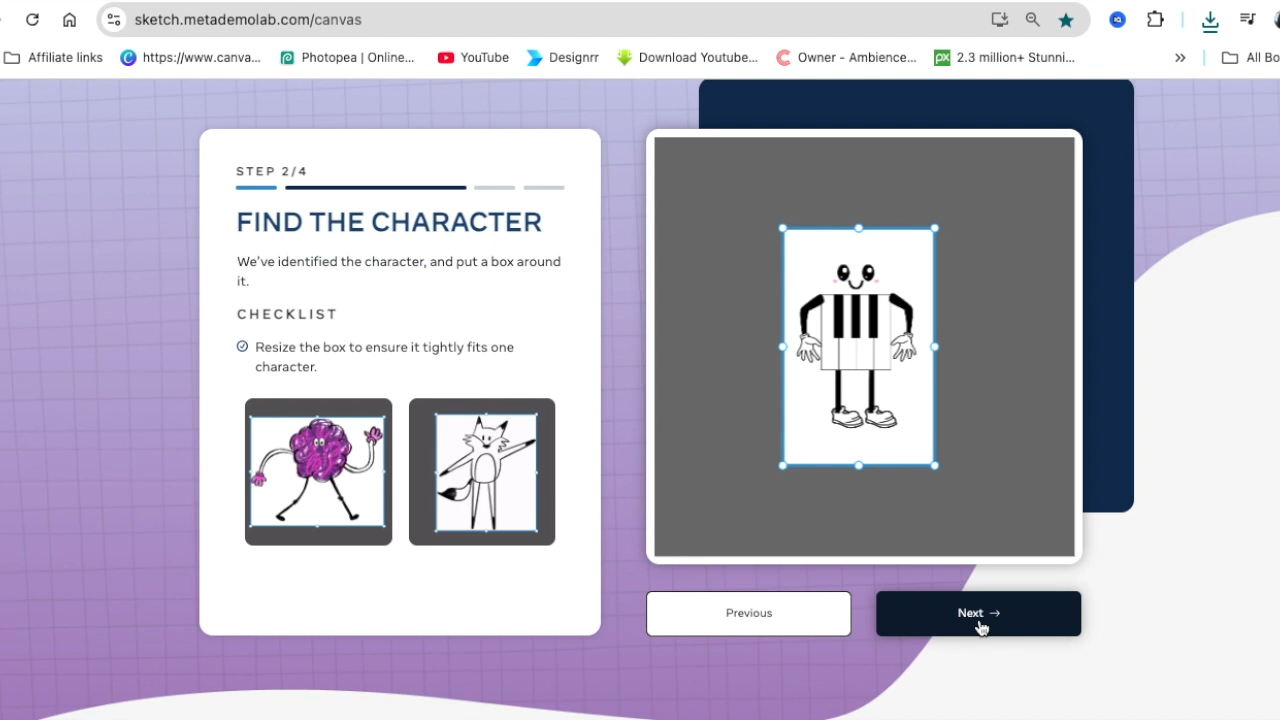 sketch.metademolab.com/canvas
Affiliate links https://www.canva... Photopea | Online... YouTube Designrr Download Youtube... Owner - Ambience... px 2.3 million+ Stunni... » All Bo
STEP 2/4
FIND THE CHARACTER
We've identified the character, and put a box around
it.
CHECKLIST
Resize the box to ensure it tightly fits one
character.
Previous
Next →